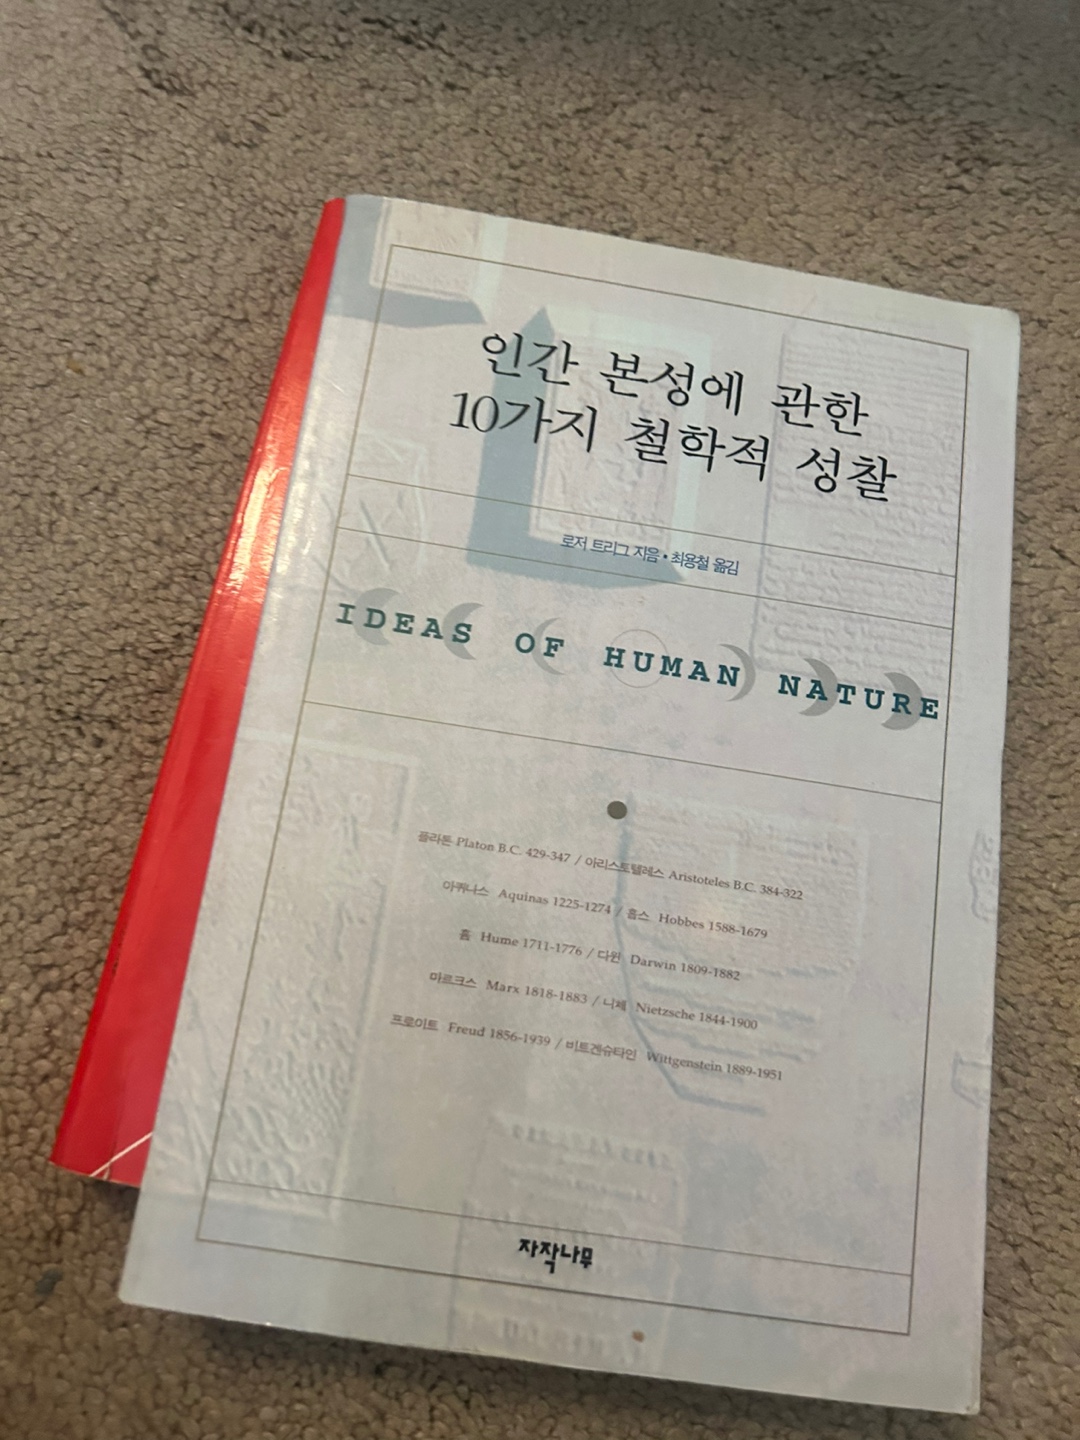 인간 본성에 관한
10가지 철학적 성찰
로저 트리그 지음 • 최용철 옮김
IDEAS OF HUMAN NATURE
플라톤 Platon B.C. 429-347 / 아리스토텔레스 Aristoteles B.C. 384-322
아퀴나스 Aquinas 1225-1274 / 홉스 Hobbes 1588-1679
흄 Hume 1711-1776 / 다윈 Darwin 1809-1882
마르크스 Marx 1818-1883 / 니체 Nietzsche 1844-1900
프로이트 Freud 1856-1939 / 비트겐슈타인 Wittgenstein 1889-1951
자작나무